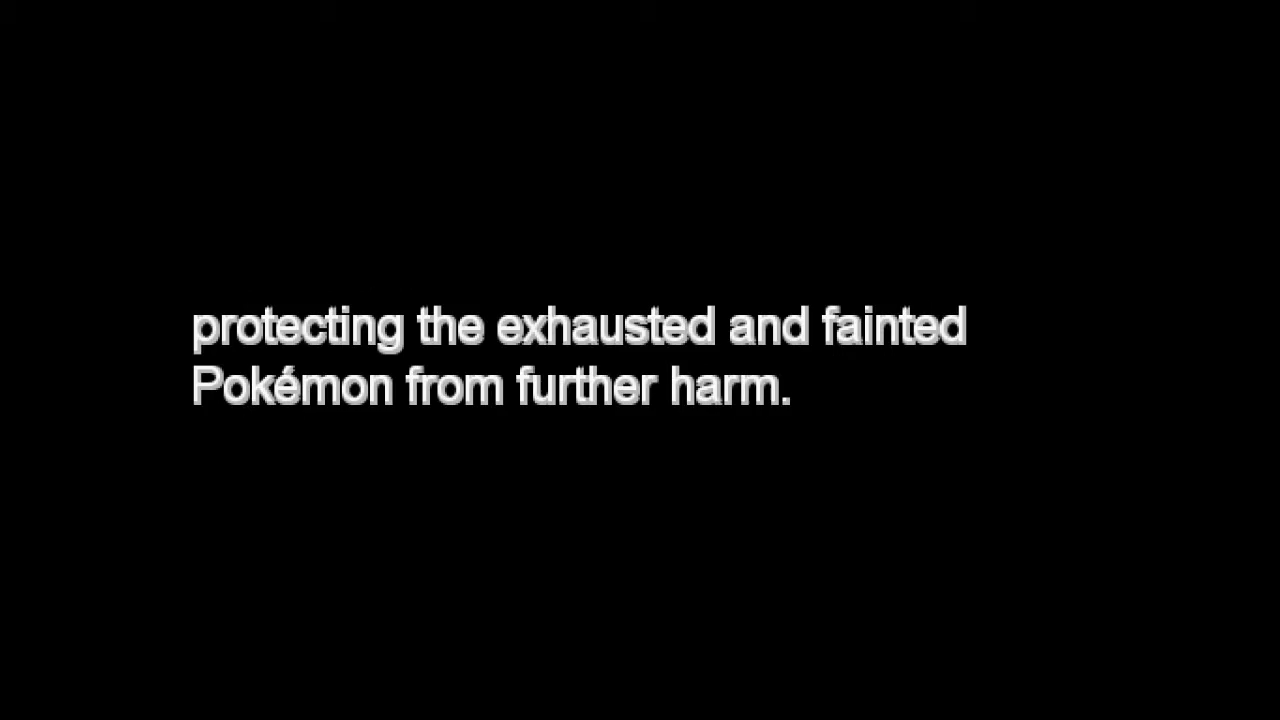 protecting the exhausted and fainted
Pokémon from further harm.